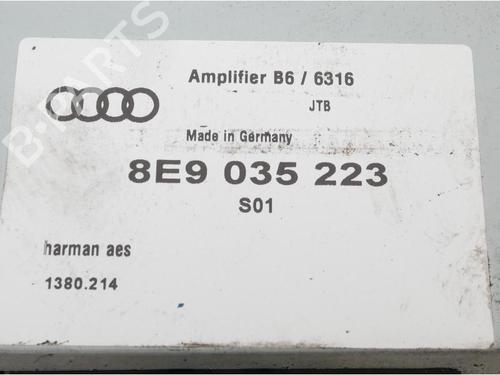 B-PARTS
Amplifier B6 / 6316
JTB
Made in Germany
8E9 035 223
S01
harman aes
1380.214